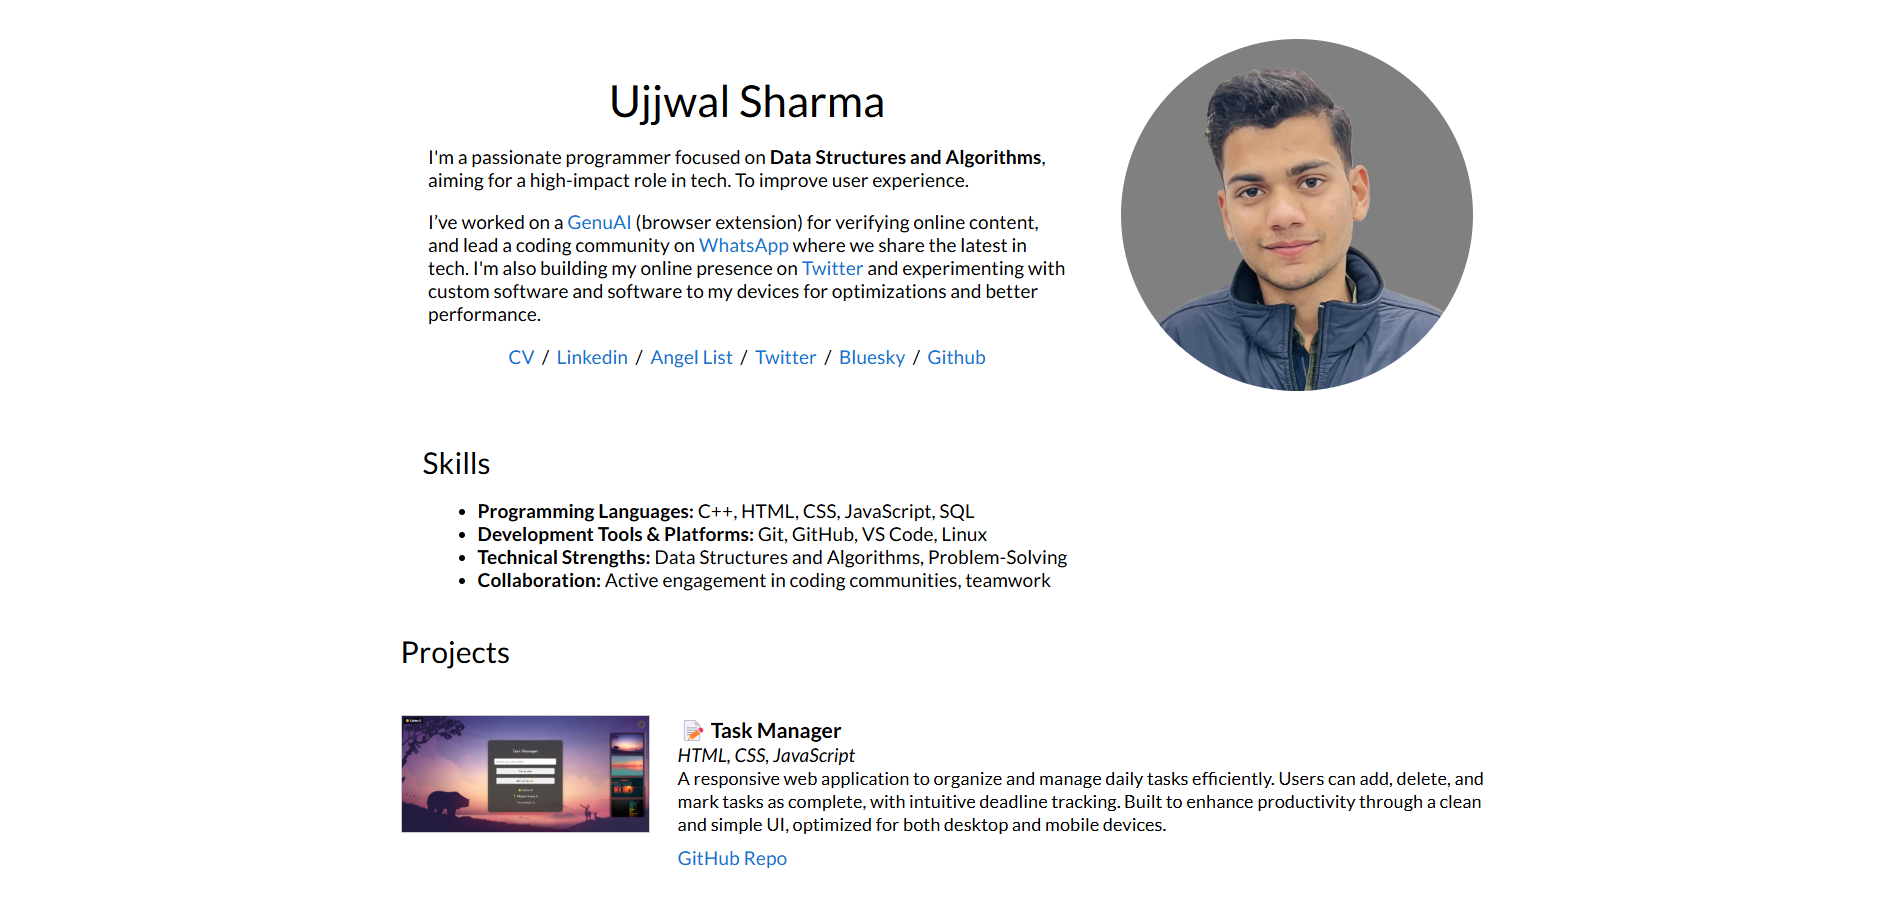 Ujjwal Sharma
I'm a passionate programmer focused on Data Structures and Algorithms,
aiming for a high-impact role in tech. To improve user experience.
I’ve worked on a GenuAI (browser extension) for verifying online content,
and lead a coding community on WhatsApp where we share the latest in
tech. I'm also building my online presence on Twitter and experimenting with
custom software and software to my devices for optimizations and better
performance.
CV / Linkedin / Angel List / Twitter / Bluesky / Github
Skills
• Programming Languages: C++, HTML, CSS, JavaScript, SQL
• Development Tools & Platforms: Git, GitHub, VS Code, Linux
• Technical Strengths: Data Structures and Algorithms, Problem-Solving
• Collaboration: Active engagement in coding communities, teamwork
Projects
Task Manager
📝 Task Manager
HTML, CSS, JavaScript
A responsive web application to organize and manage daily tasks efficiently. Users can add, delete, and
mark tasks as complete, with intuitive deadline tracking. Built to enhance productivity through a clean
and simple UI, optimized for both desktop and mobile devices.
GitHub Repo